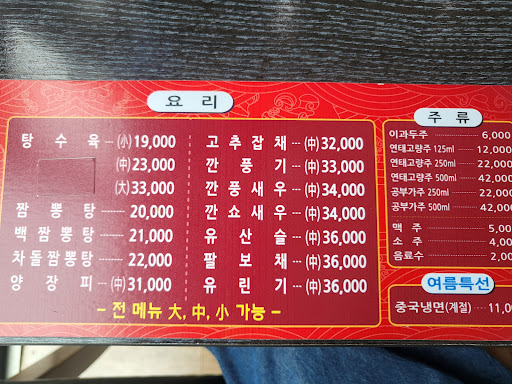 요 리
탕 수 육 --- (小) 19,000
(中) 23,000
(大) 33,000
짬 뽕 탕 -------- 20,000
백 짬 뽕 탕 ----- 21,000
차돌짬뽕탕 ------ 22,000
양 장 피 --- (中) 31,000
고 추 잡 채 -- (中) 32,000
깐 풍 기 -- (中) 33,000
깐 풍 새 우 -- (中) 34,000
깐 쇼 새 우 -- (中) 34,000
유 산 슬 -- (中) 36,000
팔 보 채 -- (中) 36,000
유 린 기 -- (中) 36,000
- 전 메뉴 大, 中, 小 가능 -
주 류
이과두주 ---------- 6,000
연태고량주 125ml ---- 12,000
연태고량주 250ml ---- 22,000
연태고량주 500ml ---- 42,000
공부가주 250ml ------ 22,000
공부가주 500ml ------ 42,000
맥 주 ------------ 5,00
소 주 ------------ 4,00
음료수 ----------- 2,00
여름특선
중국냉면(계절) ---- 11,0